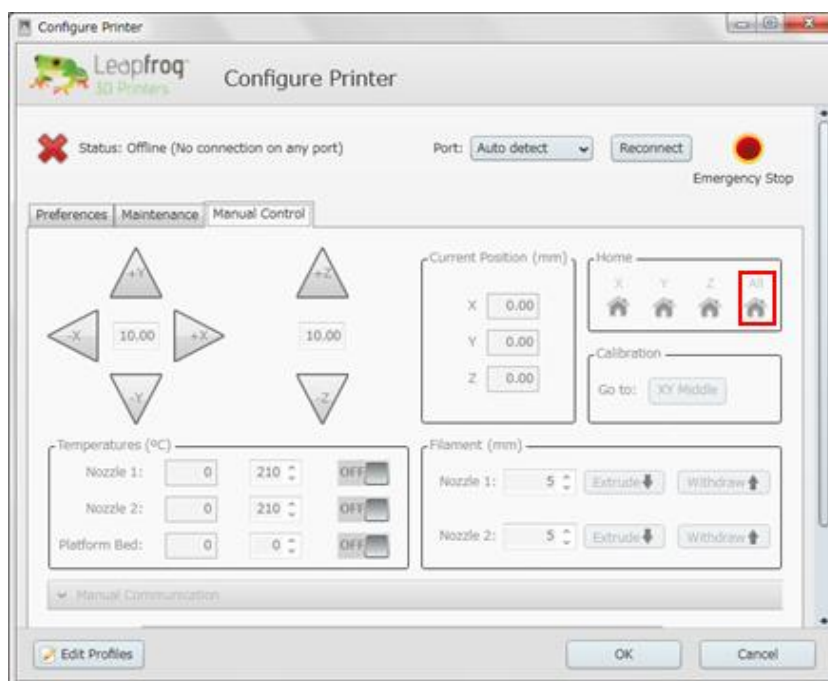 Configure Printer
Leapfrog
3D Printers
Configure Printer
Status: Offline (No connection on any port)
Port: Auto detect Reconnect
Emergency Stop
Preferences Maintenance Manual Control
+Y +Z
-X 10.00 +X 10.00
-Y -Z
Current Position (mm)
X 0.00
Y 0.00
Z 0.00
Home
X Y Z All
Calibration
Go to: XY Middle
Temperatures (ºC)
Nozzle 1: 0 210 OFF
Nozzle 2: 0 210 OFF
Platform Bed: 0 0 OFF
Filament (mm)
Nozzle 1: 5 Extrude Withdraw
Nozzle 2: 5 Extrude Withdraw
Manual Communication
Edit Profiles OK Cancel